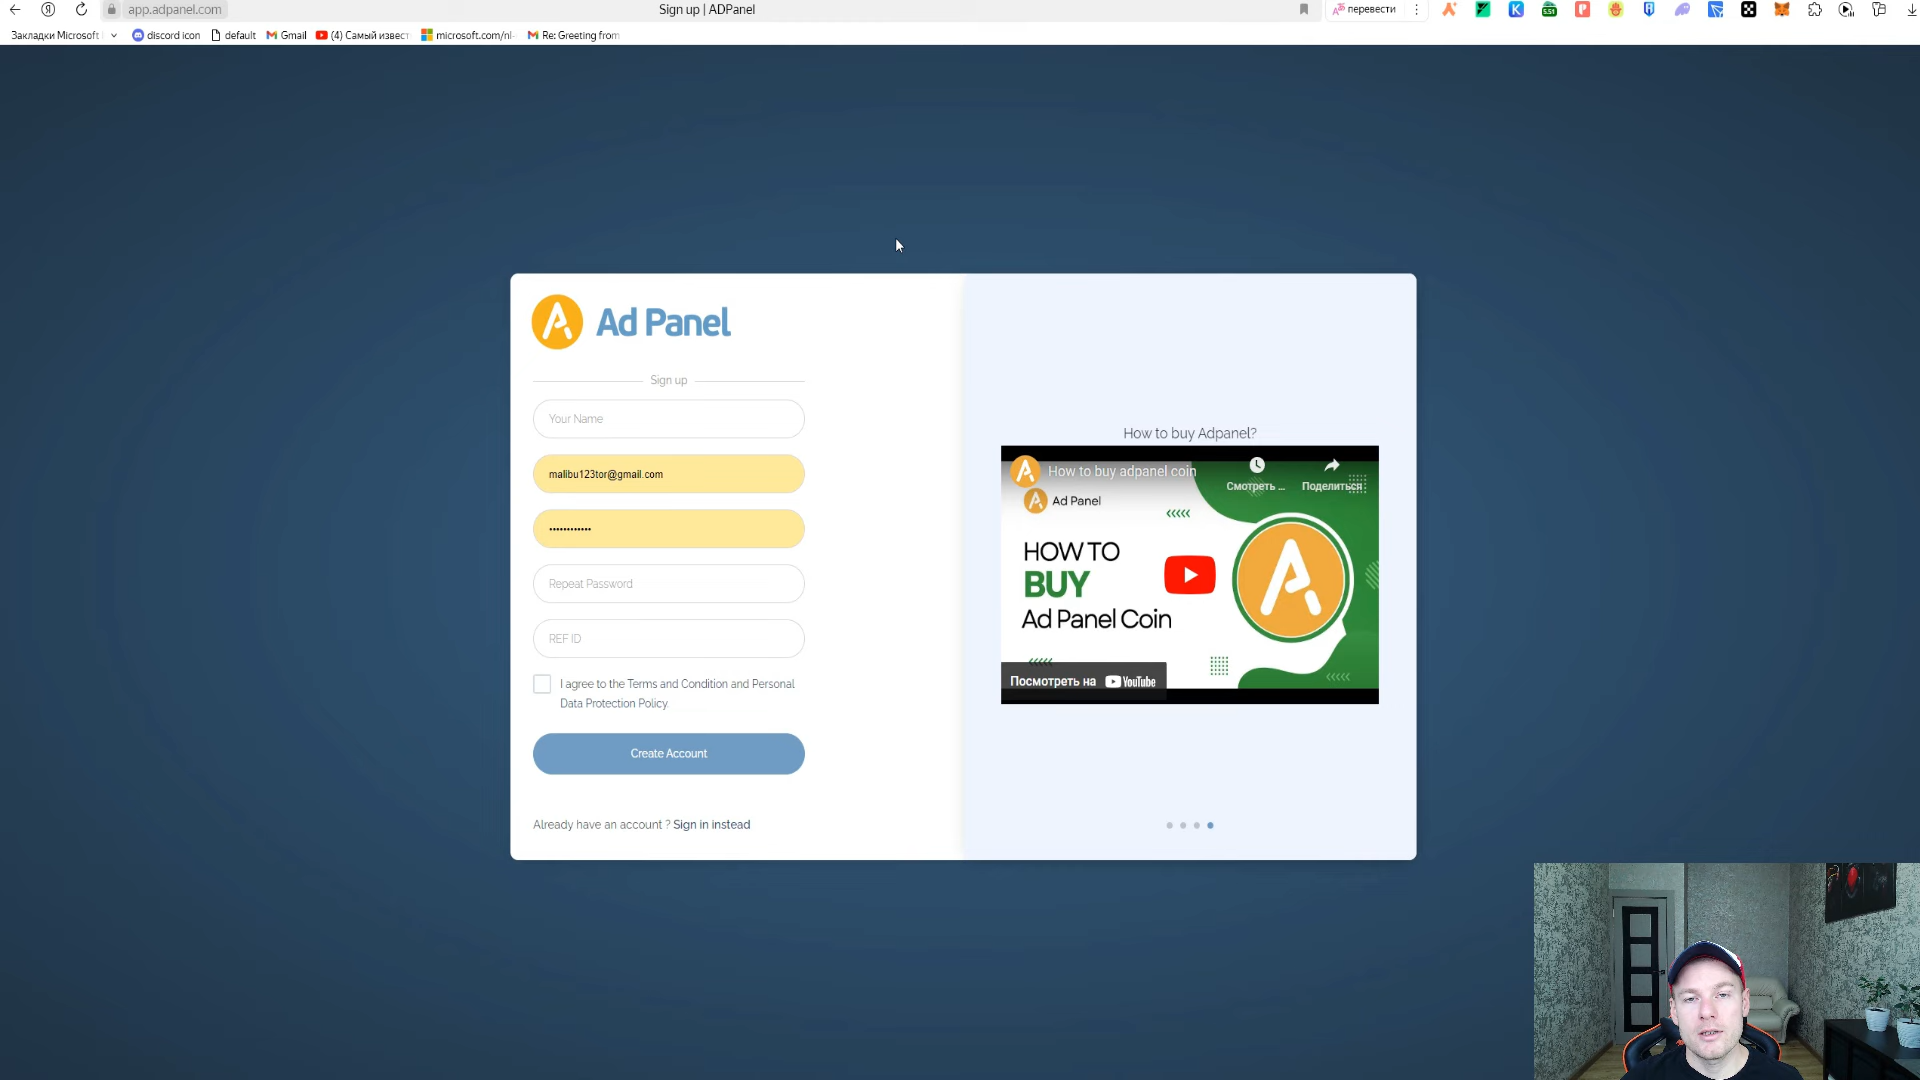 app.adpanel.com
Sign up | ADPanel
перевести
Закладки Microsoft
discord icon
default
Gmail
(4) Самый извест
microsoft.com/nl-
Re: Greeting from
5.51
Ad Panel
Sign up
Your Name
malibu123tor@gmail.com
••••••••••••
Repeat Password
REF ID
I agree to the Terms and Condition and Personal
Data Protection Policy.
Create Account
Already have an account ? Sign in instead
How to buy Adpanel?
How to buy adpanel coin
Смотреть ...
Поделиться
Ad Panel
HOW TO
BUY
Ad Panel Coin
Посмотреть на YouTube